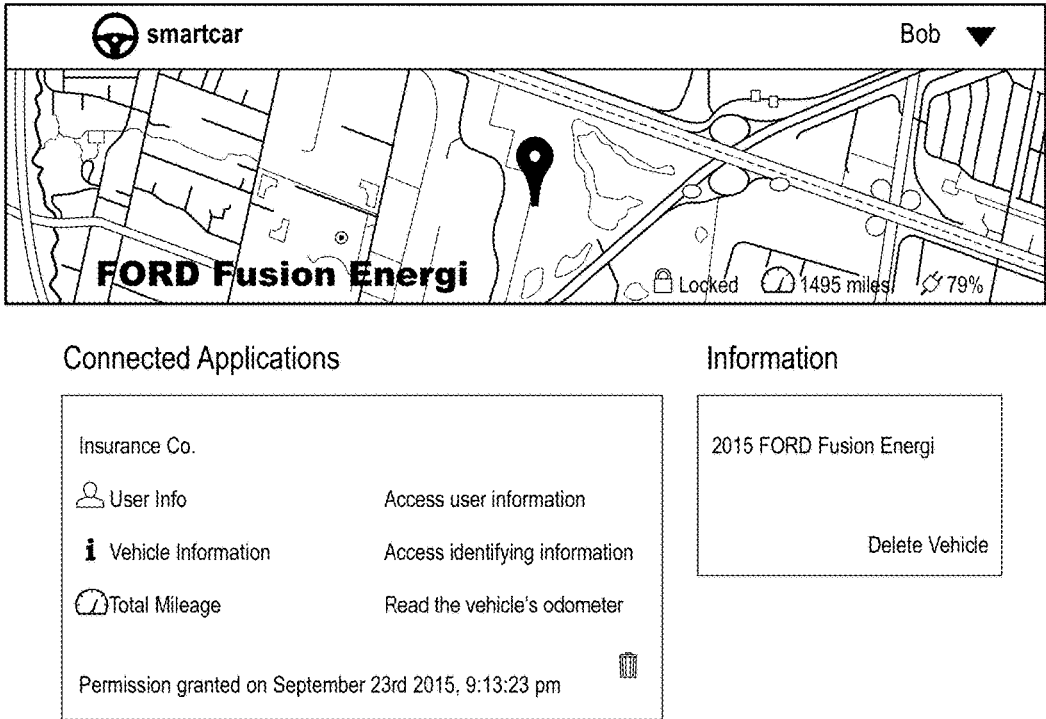 smartcar
Bob
FORD Fusion Energi
Locked 1495 miles 79%
Connected Applications
Information
Insurance Co.
2015 FORD Fusion Energi
User Info Access user information
Delete Vehicle
Vehicle Information Access identifying information
Total Mileage Read the vehicle's odometer
Permission granted on September 23rd 2015, 9:13:23 pm